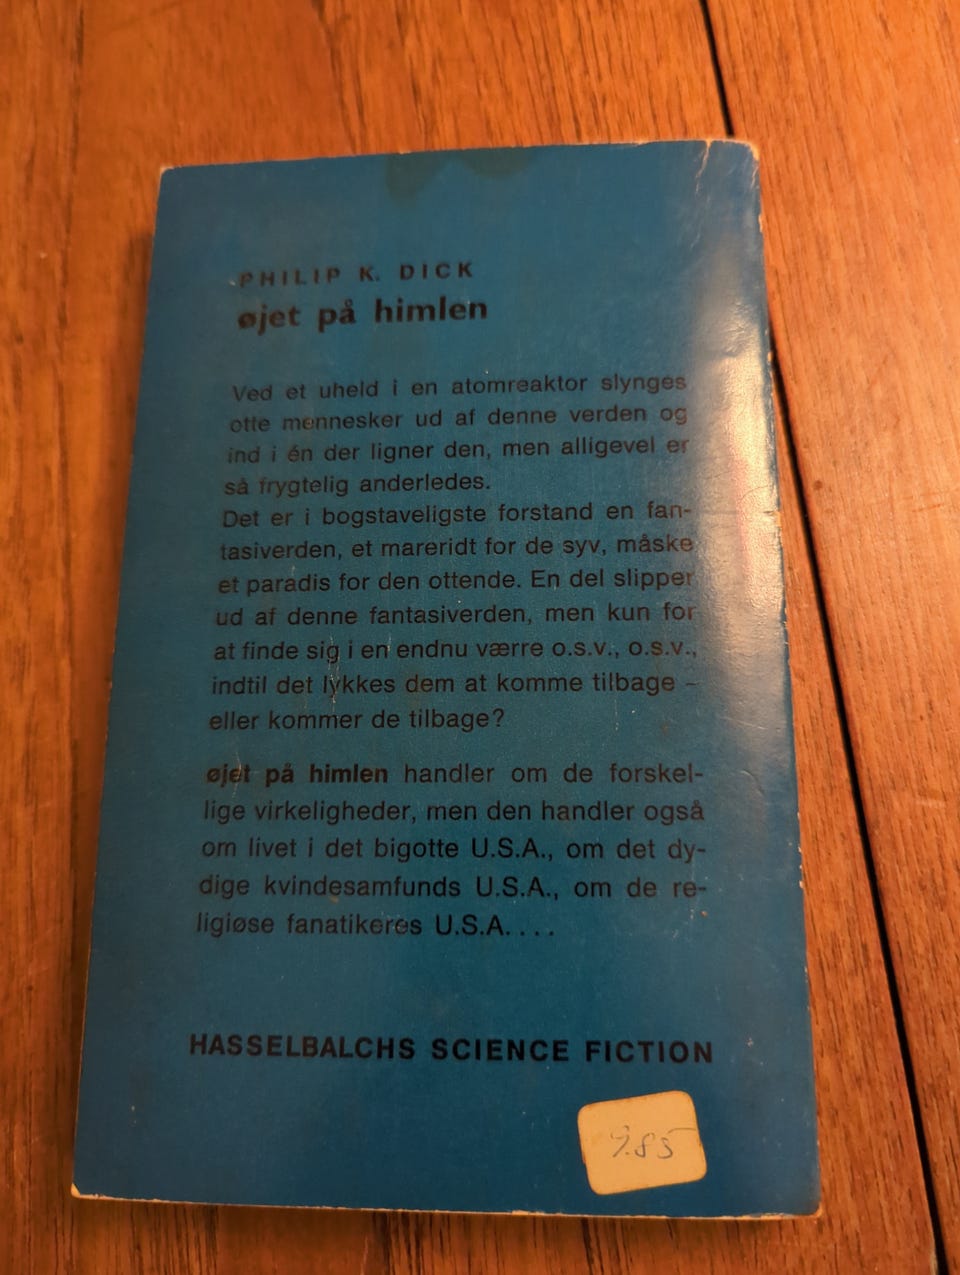 PHILIP K. DICK
øjet på himlen
Ved et uheld i en atomreaktor slynges
otte mennesker ud af denne verden og
ind i én der ligner den, men alligevel er
så frygtelig anderledes.
Det er i bogstaveligste forstand en fan-
tasiverden, et mareridt for de syv, måske
et paradis for den ottende. En del slipper
ud af denne fantasiverden, men kun for
at finde sig i en endnu værre o.s.v., o.s.v.,
indtil det lykkes dem at komme tilbage –
eller kommer de tilbage?
øjet på himlen handler om de forskel-
lige virkeligheder, men den handler også
om livet i det bigotte U.S.A., om det dy-
dige kvindesamfunds U.S.A., om de re-
ligiøse fanatikeres U.S.A. . . .
HASSELBALCHS SCIENCE FICTION
9.85